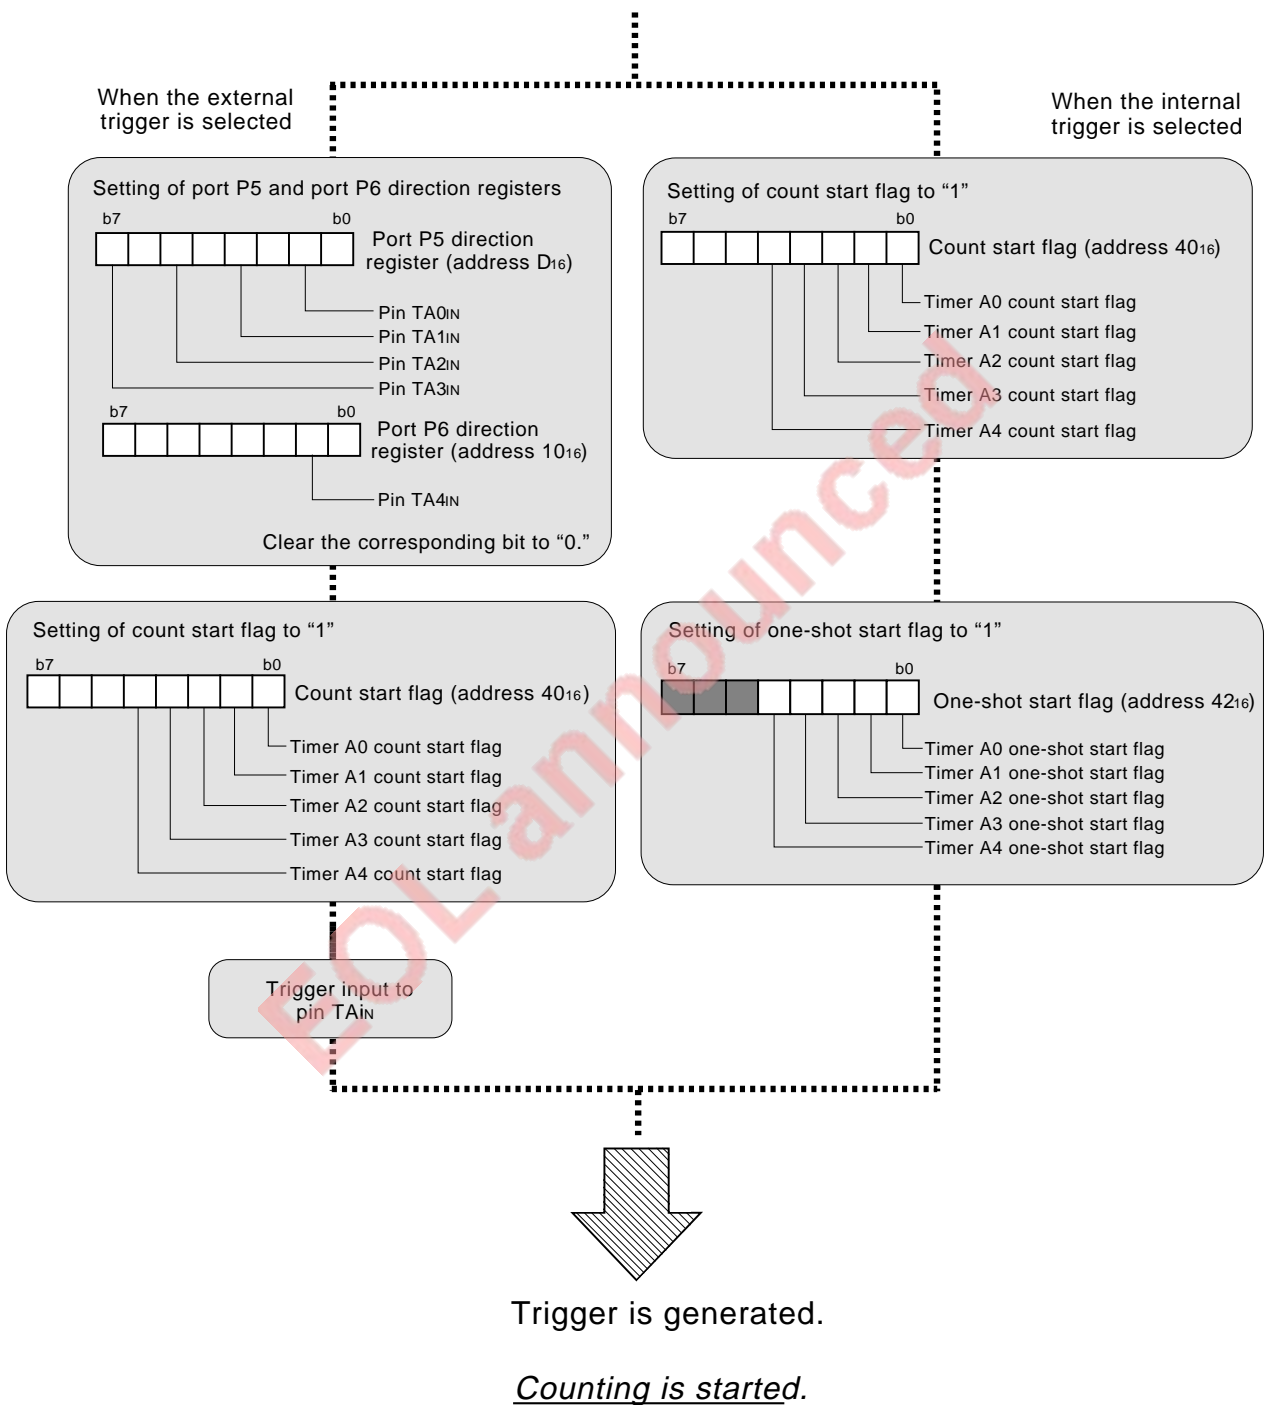 When the external
trigger is selected
When the internal
trigger is selected
Setting of port P5 and port P6 direction registers
b7 b0
Port P5 direction
register (address D16)
Pin TA0IN
Pin TA1IN
Pin TA2IN
Pin TA3IN
b7 b0
Port P6 direction
register (address 1016)
Pin TA4IN
Clear the corresponding bit to “0.”
Setting of count start flag to “1”
b7 b0
Count start flag (address 4016)
Timer A0 count start flag
Timer A1 count start flag
Timer A2 count start flag
Timer A3 count start flag
Timer A4 count start flag
Setting of count start flag to “1”
b7 b0
Count start flag (address 4016)
Timer A0 count start flag
Timer A1 count start flag
Timer A2 count start flag
Timer A3 count start flag
Timer A4 count start flag
Setting of one-shot start flag to “1”
b7 b0
One-shot start flag (address 4216)
Timer A0 one-shot start flag
Timer A1 one-shot start flag
Timer A2 one-shot start flag
Timer A3 one-shot start flag
Timer A4 one-shot start flag
Trigger input to
pin TAiIN
EOL announced
Trigger is generated.
Counting is started.